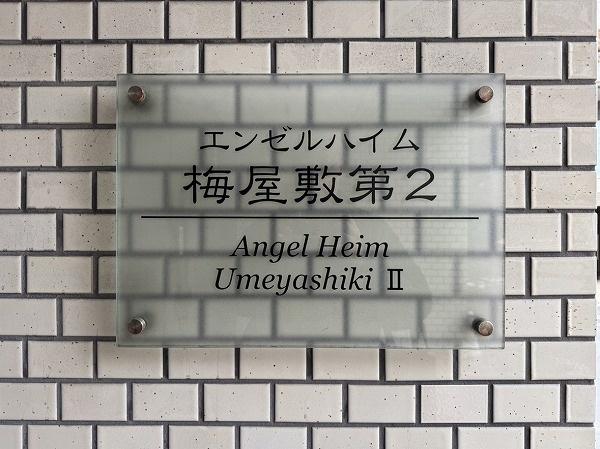 エンゼルハイム
梅屋敷第2
Angel Heim
Umeyashiki Ⅱ